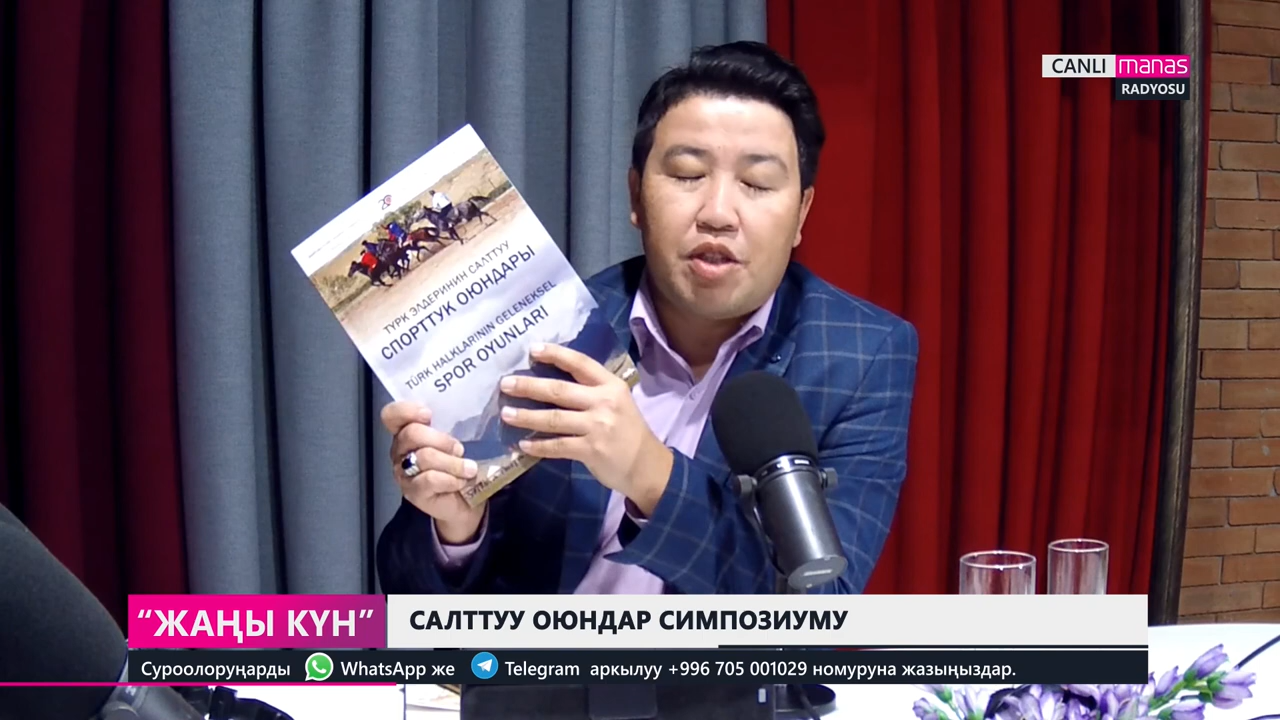 CANLI manas
RADYOSU
ТҮРК ЭЛДЕРИНИН САЛТТУУ
СПОРТТУК ОЮНДАРЫ
TÜRK HALKLARININ GELENEKSEL
SPOR OYUNLARI
“ЖАҢЫ КҮН” САЛТТУУ ОЮНДАР СИМПОЗИУМУ
Суроолоруңарды WhatsApp же Telegram аркылуу +996 705 001029 номуруна жазыңыздар.